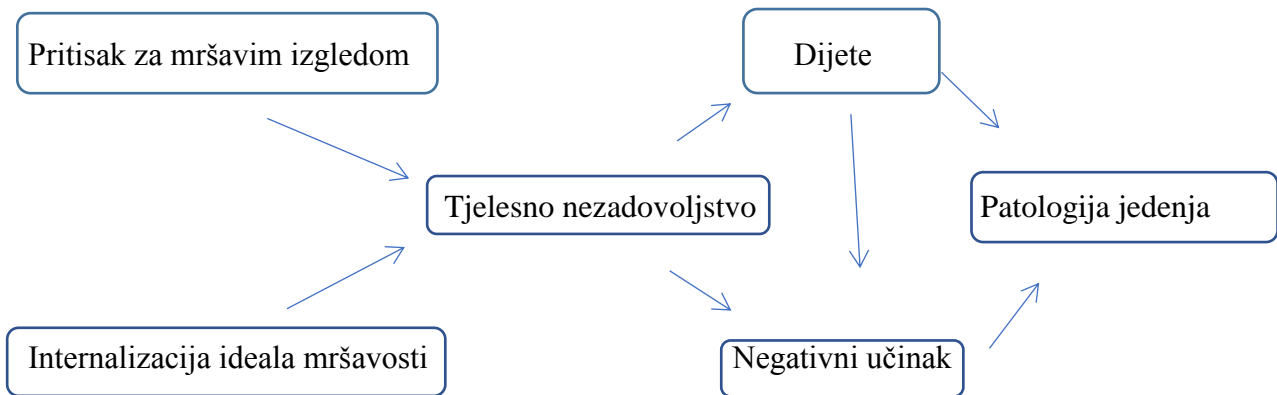 Pritisak za mršavim izgledom
Dijete
Tjelesno nezadovoljstvo
Patologija jedenja
Internalizacija ideala mršavosti
Negativni učinak